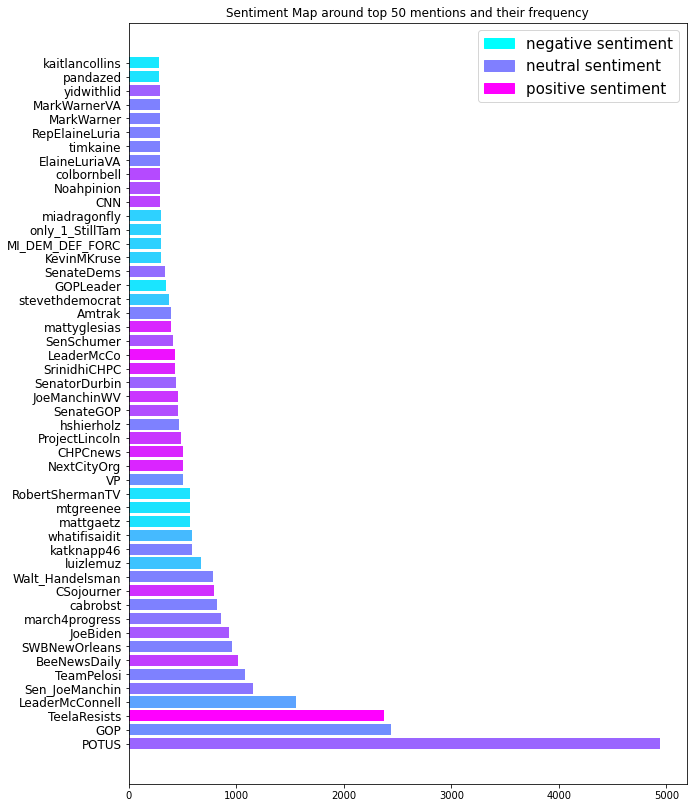 Sentiment Map around top 50 mentions and their frequency
negative sentiment
neutral sentiment
positive sentiment
kaitlancollins
pandazed
yidwithlid
MarkWarnerVA
MarkWarner
RepElaineLuria
timkaine
ElaineLuriaVA
colbornbell
Noahpinion
CNN
miadragonfly
only_1_StillTam
MI_DEM_DEF_FORC
KevinMKruse
SenateDems
GOPLeader
stevethdemocrat
Amtrak
mattyglesias
SenSchumer
LeaderMcCo
SrinidhiCHPC
SenatorDurbin
JoeManchinWV
SenateGOP
hshierholz
ProjectLincoln
CHPCnews
NextCityOrg
VP
RobertShermanTV
mtgreenee
mattgaetz
whatifisaidit
katknapp46
luizlemuz
Walt_Handelsman
CSojourner
cabrobst
march4progress
JoeBiden
SWBNewOrleans
BeeNewsDaily
TeamPelosi
Sen_JoeManchin
LeaderMcConnell
TeelaResists
GOP
POTUS
0 1000 2000 3000 4000 5000